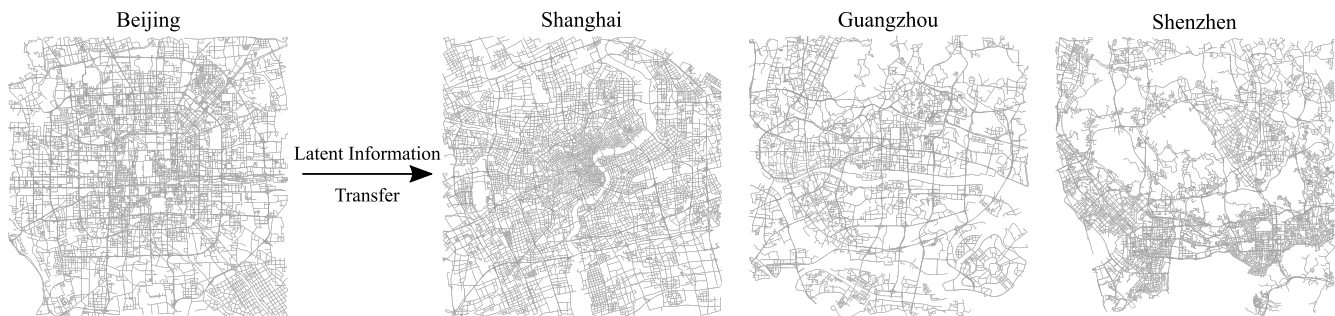 Beijing
Shanghai
Guangzhou
Shenzhen
Latent Information
Transfer